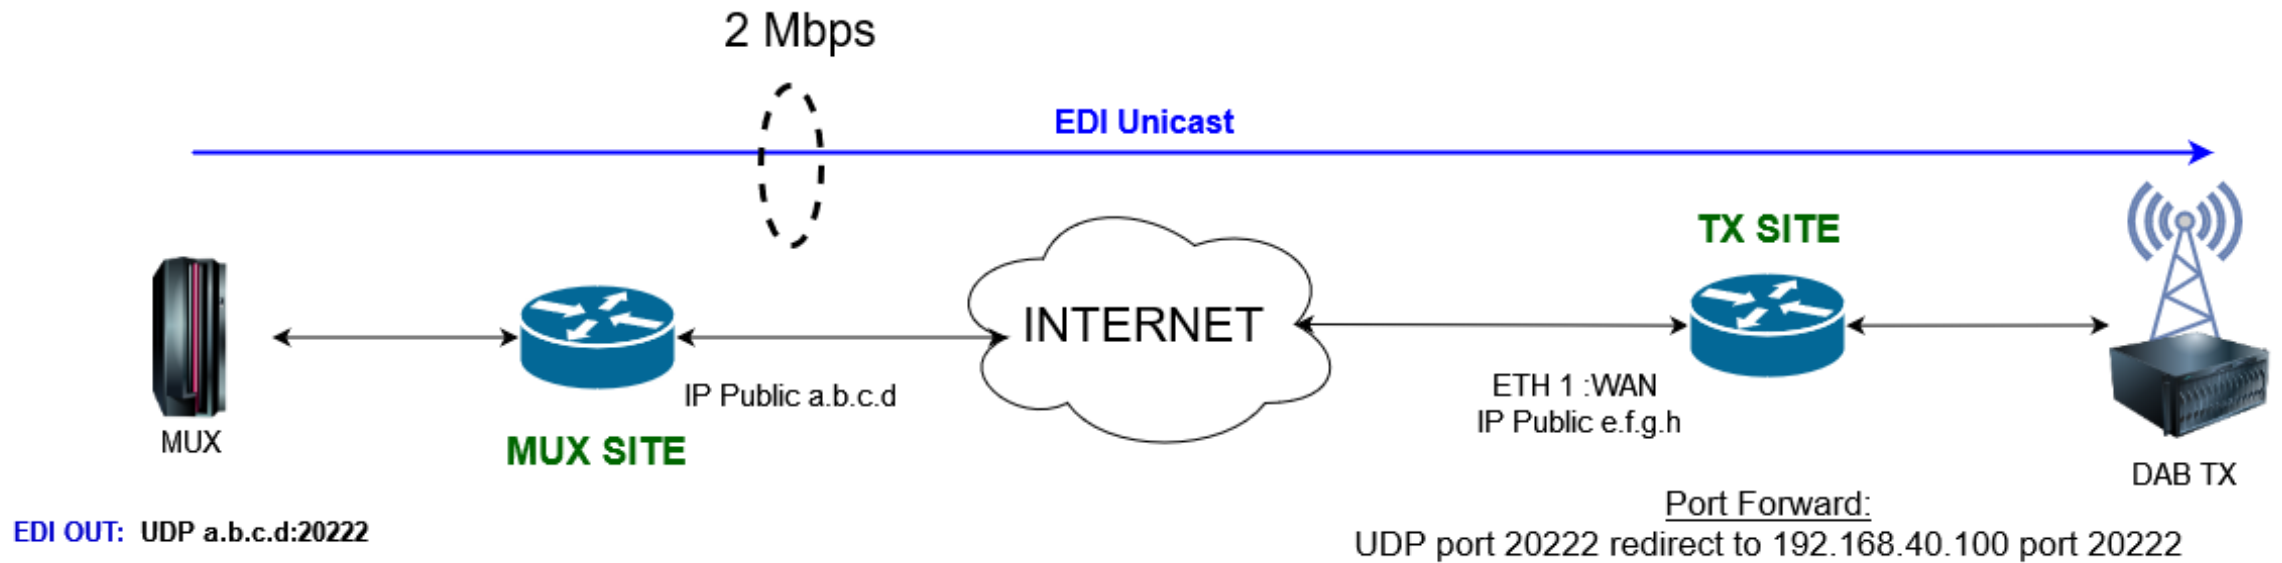 2 Mbps
EDI Unicast
TX SITE
INTERNET
IP Public a.b.c.d
ETH 1 :WAN
IP Public e.f.g.h
MUX
MUX SITE
DAB TX
Port Forward:
EDI OUT: UDP a.b.c.d:20222
UDP port 20222 redirect to 192.168.40.100 port 20222